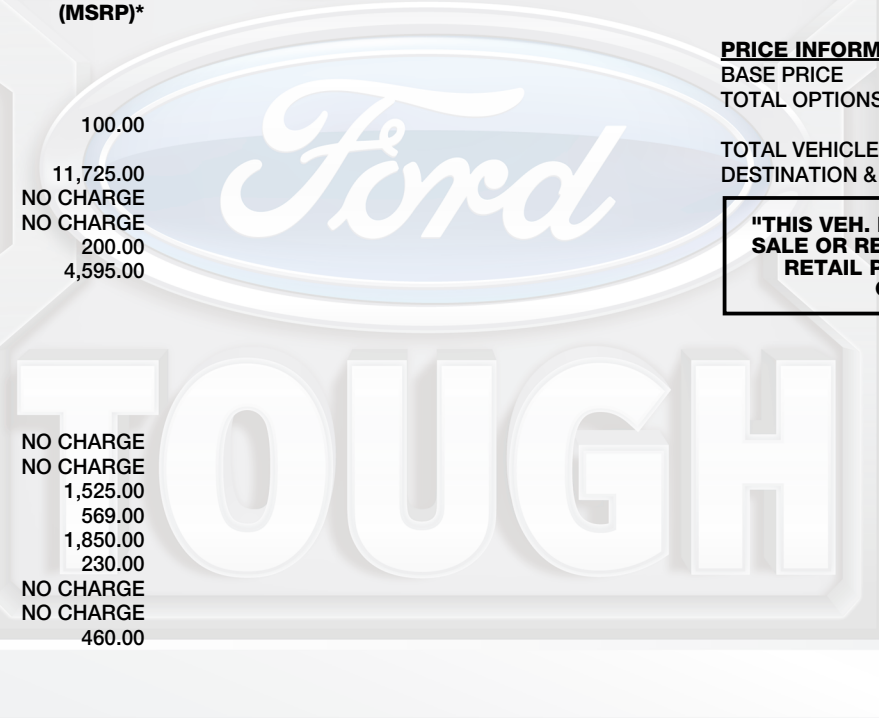 (MSRP)*
100.00
11,725.00
NO CHARGE
NO CHARGE
200.00
4,595.00
NO CHARGE
NO CHARGE
1,525.00
569.00
1,850.00
230.00
NO CHARGE
NO CHARGE
460.00
PRICE INFORM
BASE PRICE
TOTAL OPTIONS
TOTAL VEHICLE
DESTINATION &
"THIS VEH.
SALE OR RE
RETAIL P
Ford
TOUGH